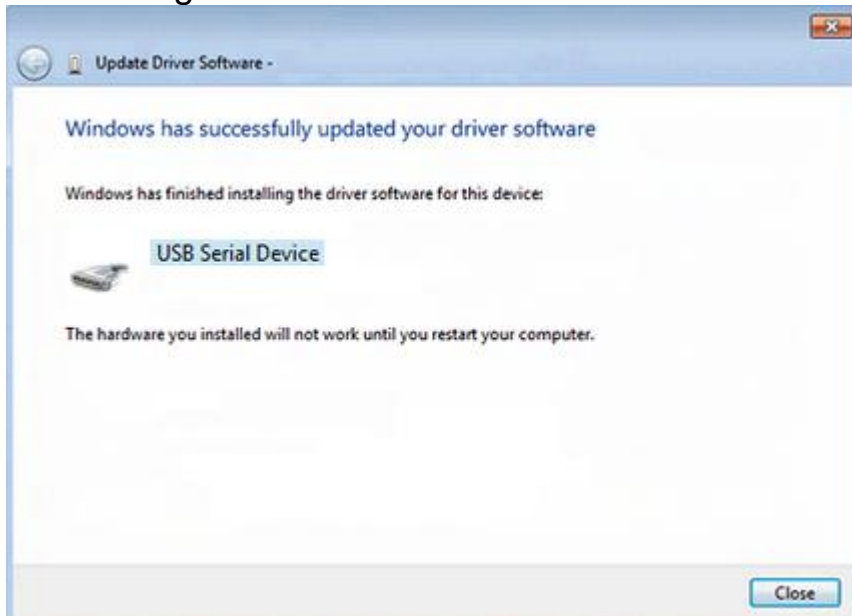 Update Driver Software -
Windows has successfully updated your driver software
Windows has finished installing the driver software for this device:
USB Serial Device
The hardware you installed will not work until you restart your computer.
Close